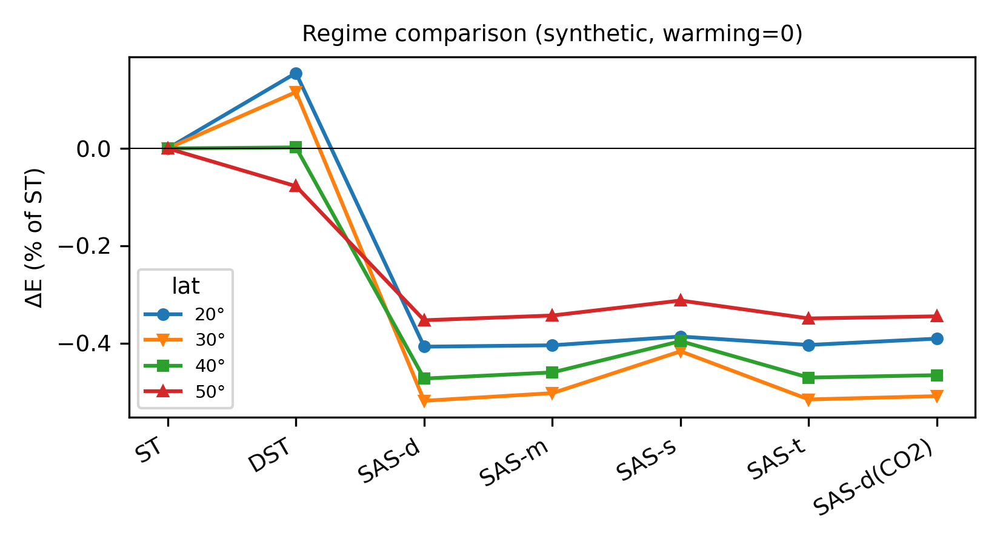 Regime comparison (synthetic, warming=0)
ΔE (% of ST)
0.0
−0.2
−0.4
lat
20°
30°
40°
50°
ST
DST
SAS-d
SAS-m
SAS-s
SAS-t
SAS-d(CO2)